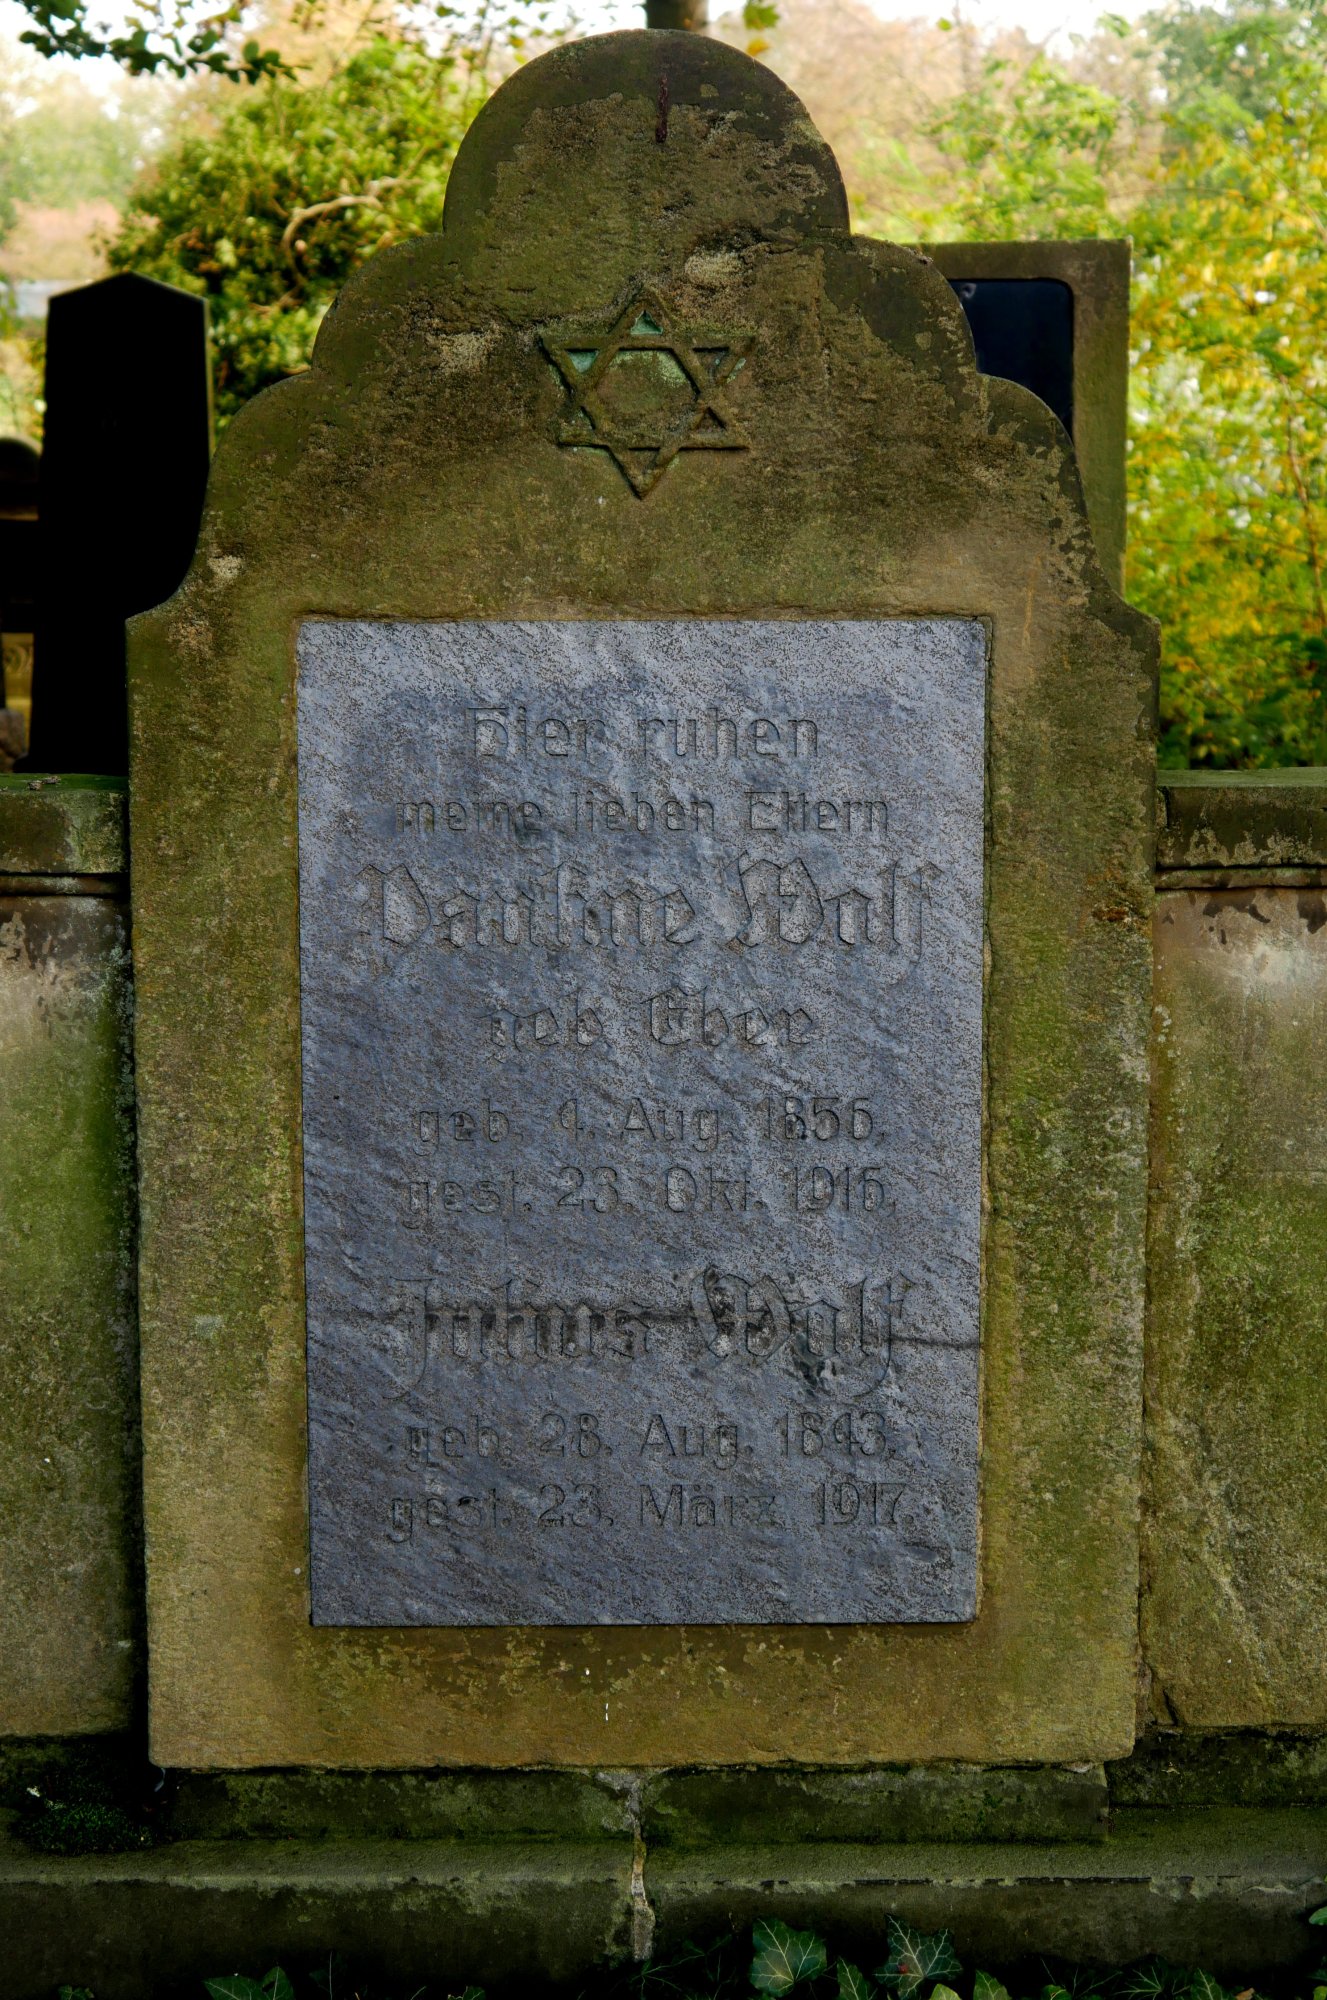 Hier ruhen
meine lieben Eltern
Pauline Wolf
geb Eber
geb. 4. Aug. 1856,
gest. 23. Okt. 1916,
Julius Wolf
geb. 28. Aug. 1843,
gest. 23. März 1917.